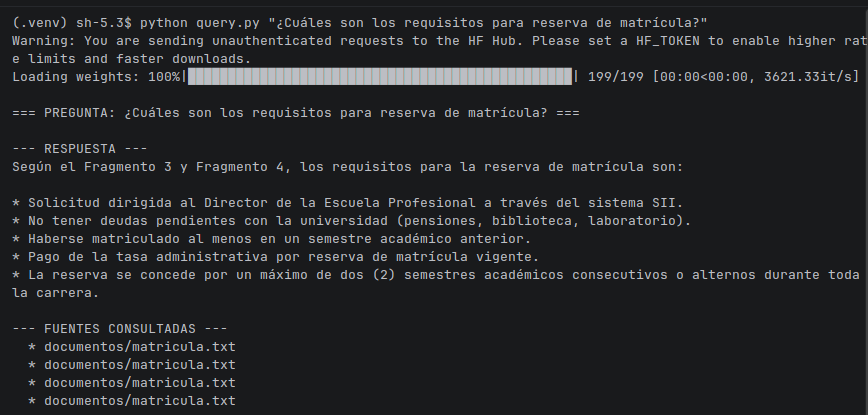 (.venv) sh-5.3$ python query.py "¿Cuáles son los requisitos para reserva de matrícula?"
Warning: You are sending unauthenticated requests to the HF Hub. Please set a HF_TOKEN to enable higher rat
e limits and faster downloads.
Loading weights: 100%|██████████████████████████████████████████████████| 199/199 [00:00<00:00, 3621.33it/s]
=== PREGUNTA: ¿Cuáles son los requisitos para reserva de matrícula? ===
--- RESPUESTA ---
Según el Fragmento 3 y Fragmento 4, los requisitos para la reserva de matrícula son:
* Solicitud dirigida al Director de la Escuela Profesional a través del sistema SII.
* No tener deudas pendientes con la universidad (pensiones, biblioteca, laboratorio).
* Haberse matriculado al menos en un semestre académico anterior.
* Pago de la tasa administrativa por reserva de matrícula vigente.
* La reserva se concede por un máximo de dos (2) semestres académicos consecutivos o alternos durante toda
la carrera.
--- FUENTES CONSULTADAS ---
* documentos/matricula.txt
* documentos/matricula.txt
* documentos/matricula.txt
* documentos/matricula.txt